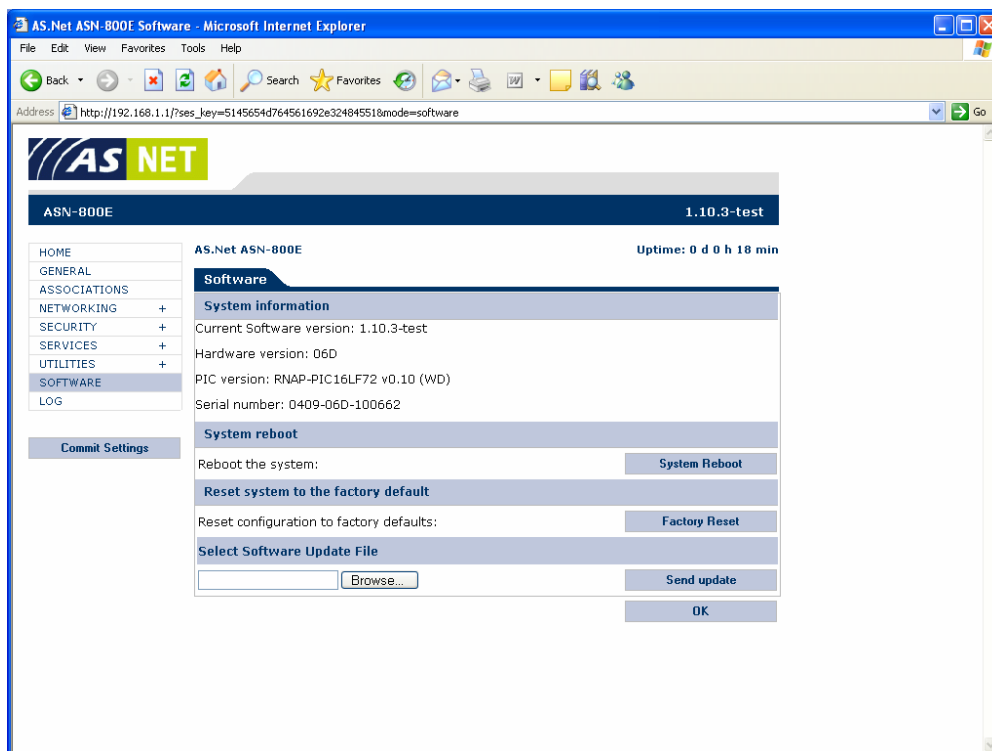 AS.Net ASN-800E Software - Microsoft Internet Explorer
File Edit View Favorites Tools Help
Back Search Favorites
Address http://192.168.1.1/?ses_key=5145654d764561692e32484551&mode=software Go
AS NET
ASN-800E 1.10.3-test
HOME
GENERAL
ASSOCIATIONS
NETWORKING +
SECURITY +
SERVICES +
UTILITIES +
SOFTWARE
LOG
Commit Settings
AS.Net ASN-800E Uptime: 0 d 0 h 18 min
Software
System information
Current Software version: 1.10.3-test
Hardware version: 06D
PIC version: RNAP-PIC16LF72 v0.10 (WD)
Serial number: 0409-06D-100662
System reboot
Reboot the system: System Reboot
Reset system to the factory default
Reset configuration to factory defaults: Factory Reset
Select Software Update File
Browse... Send update
OK